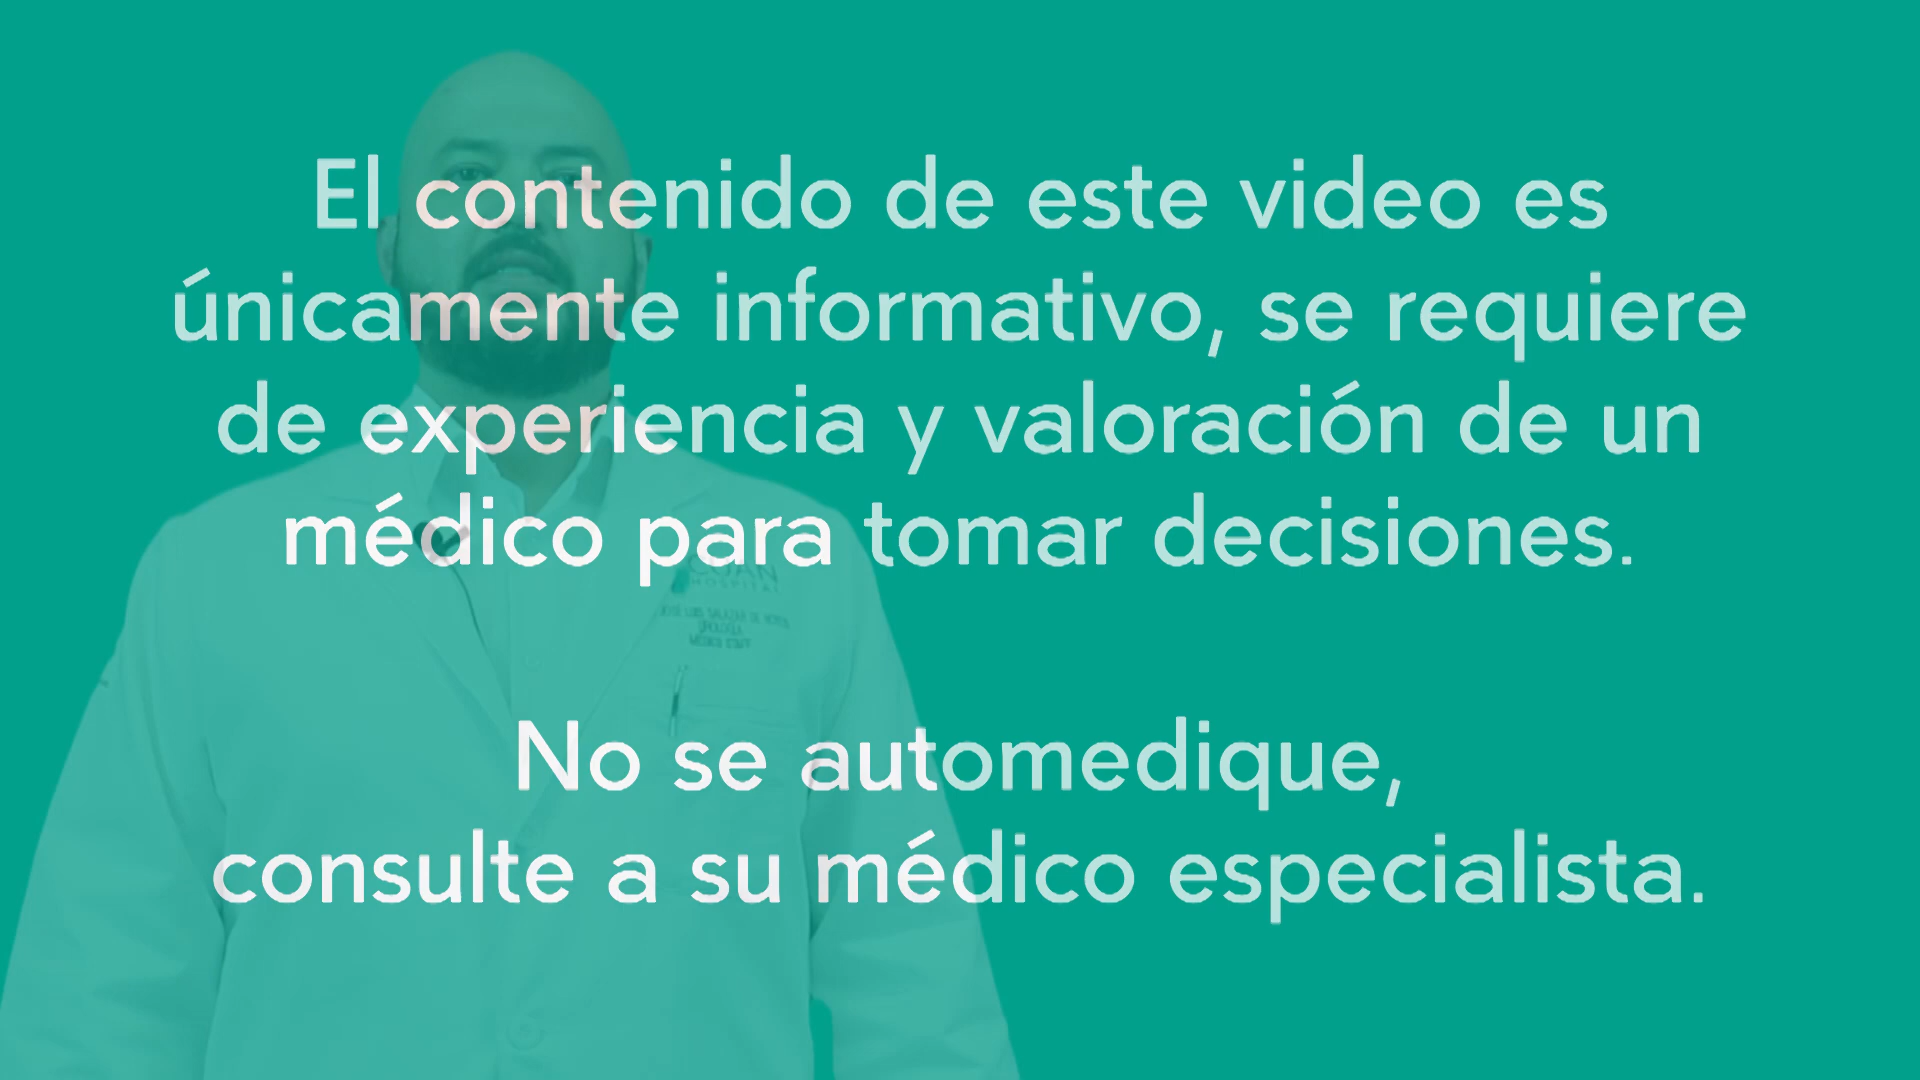 El contenido de este video es
únicamente informativo, se requiere
de experiencia y valoración de un
médico para tomar decisiones.
No se automedique,
consulte a su médico especialista.